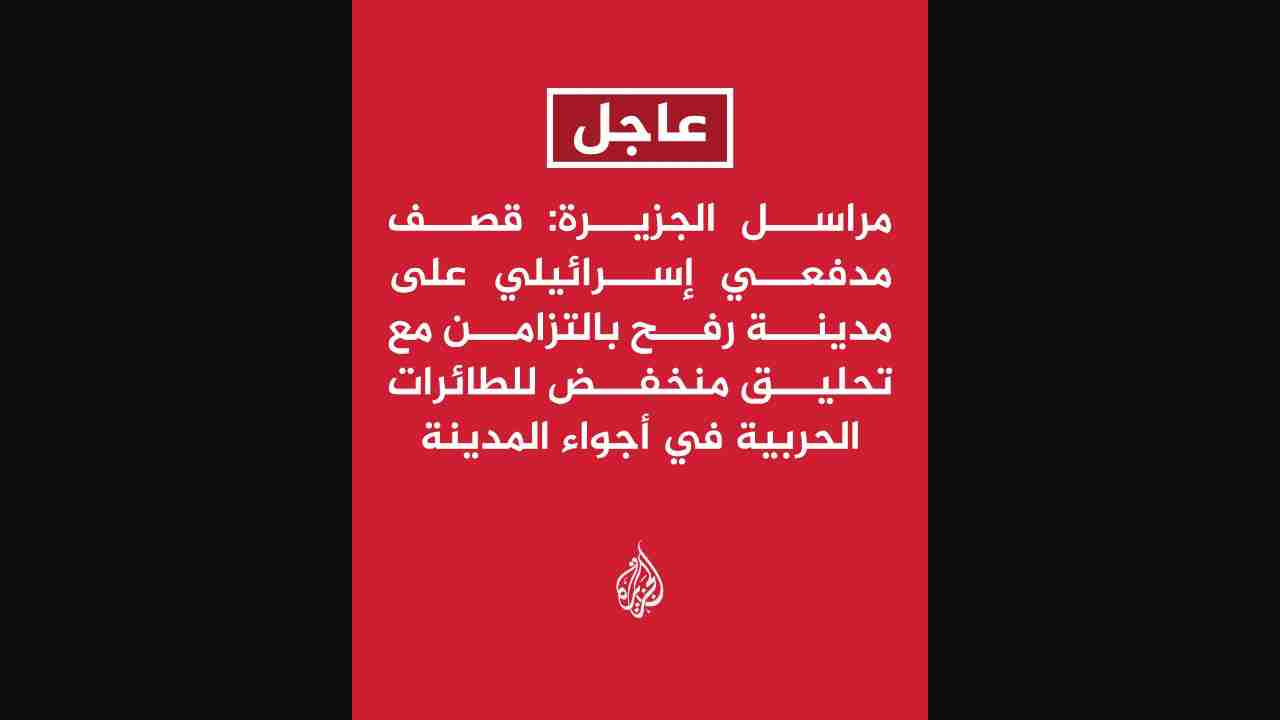 عاجل
مراسل الجزيرة: قصف
مدفعي إسرائيلي على
مدينة رفح بالتزامن مع
تحليق منخفض للطائرات
الحربية في أجواء المدينة
الجزيرة